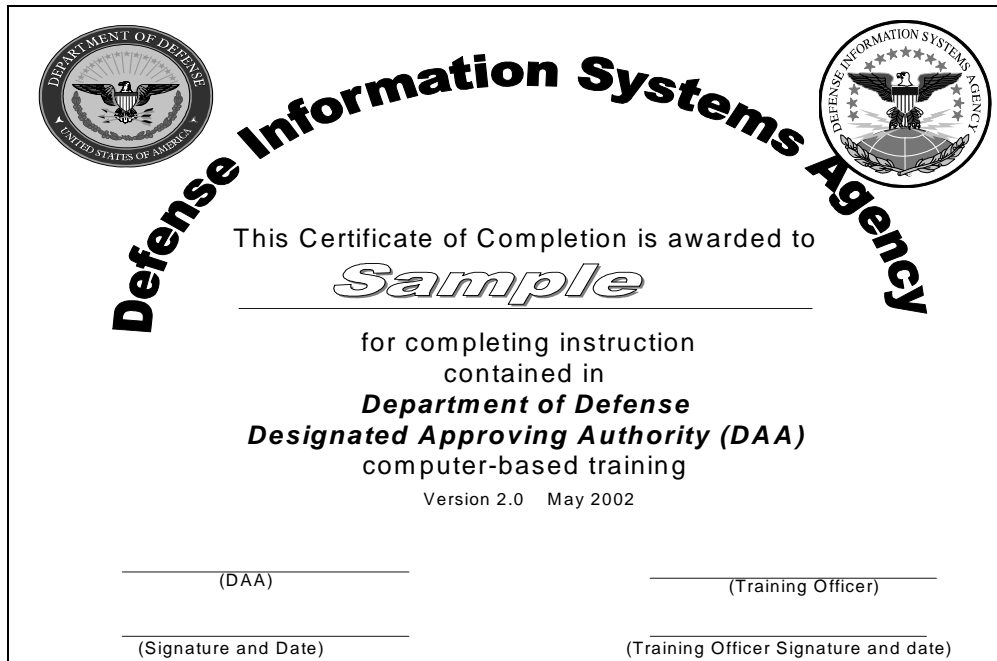 DEPARTMENT OF DEFENSE
UNITED STATES OF AMERICA
Defense Information Systems Agency
DEFENSE INFORMATION SYSTEMS AGENCY
This Certificate of Completion is awarded to
Sample
for completing instruction
contained in
Department of Defense
Designated Approving Authority (DAA)
computer-based training
Version 2.0 May 2002
(DAA)
(Training Officer)
(Signature and Date)
(Training Officer Signature and date)